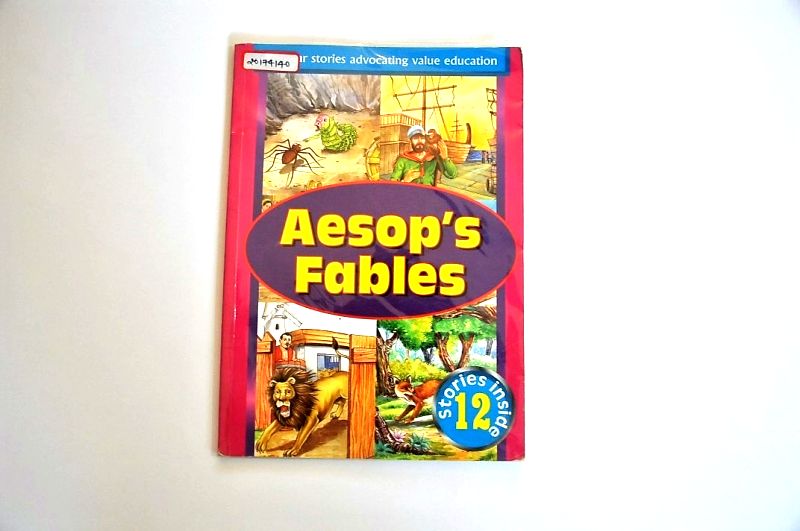 stories advocating value education
Aesop's
Fables
stories inside
12